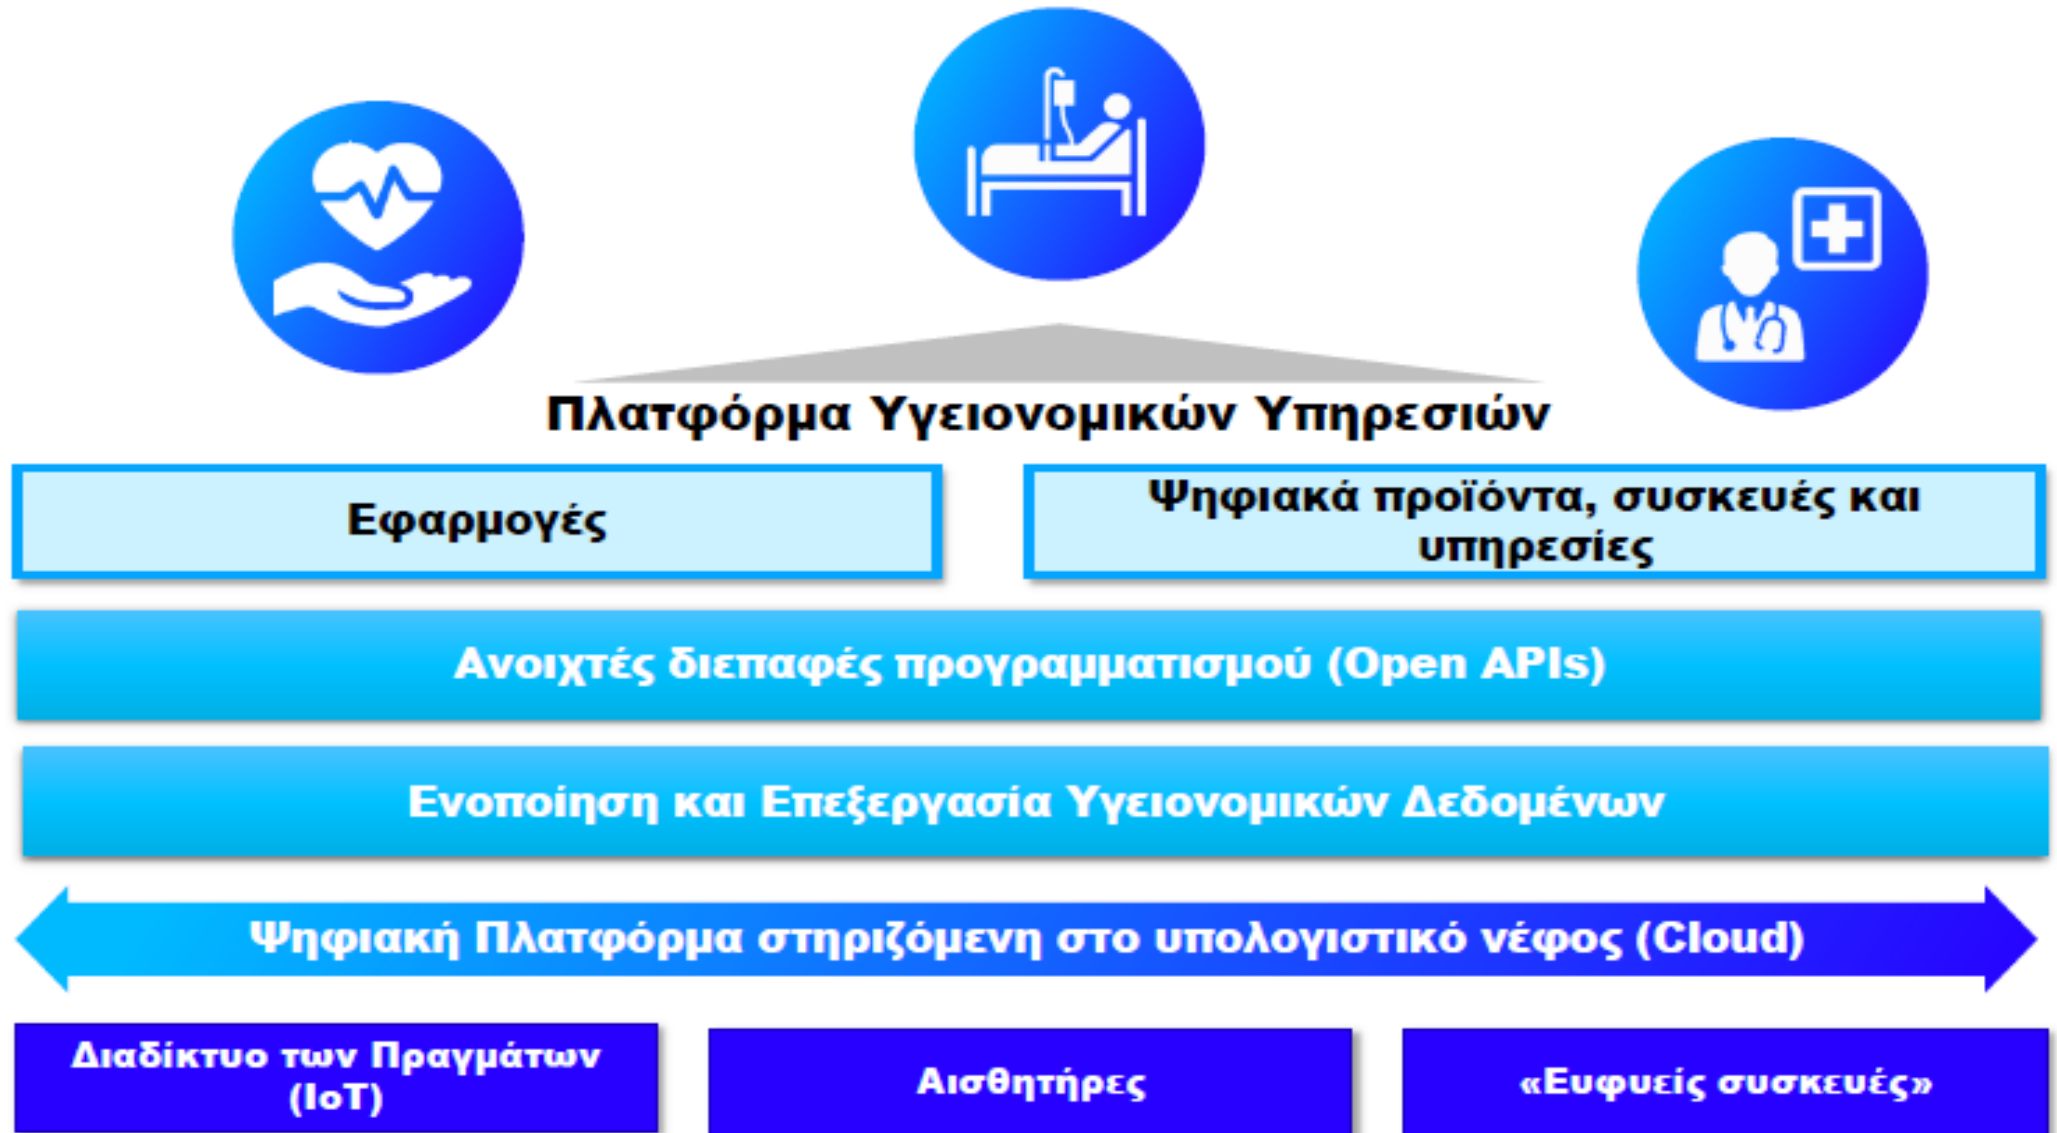 Πλατφόρμα Υγειονομικών Υπηρεσιών
Εφαρμογές
Ψηφιακά προϊόντα, συσκευές και
υπηρεσίες
Ανοιχτές διεπαφές προγραμματισμού (Open APIs)
Ενοποίηση και Επεξεργασία Υγειονομικών Δεδομένων
Ψηφιακή Πλατφόρμα στηριζόμενη στο υπολογιστικό νέφος (Cloud)
Διαδίκτυο των Πραγμάτων
(IoT)
Αισθητήρες
«Ευφυείς συσκευές»